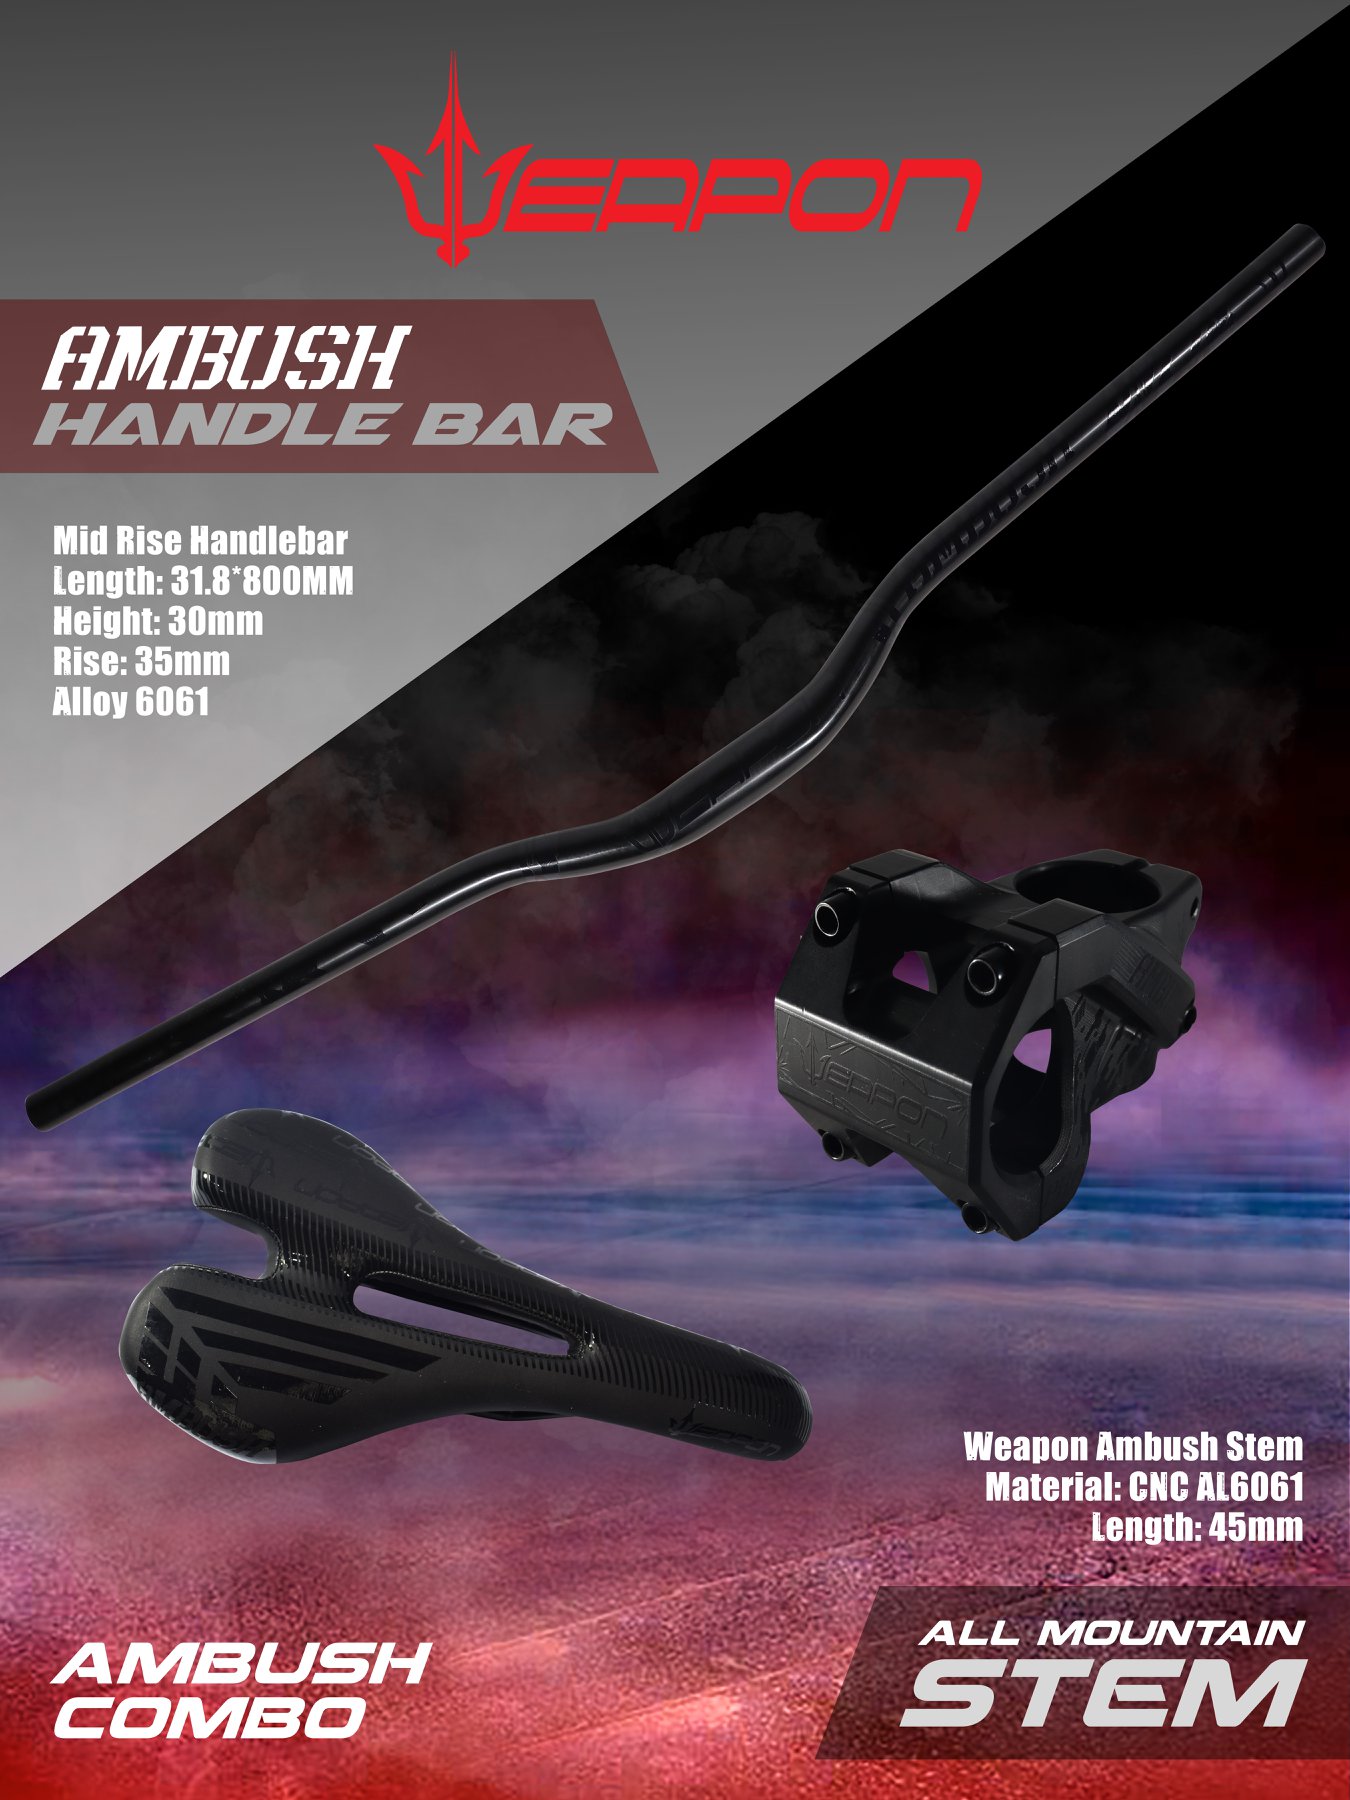 WEAPON
AMBUSH
HANDLE BAR
Mid Rise Handlebar
Length: 31.8*800MM
Height: 30mm
Rise: 35mm
Alloy 6061
WEAPON
WEAPON
Weapon Ambush Stem
Material: CNC AL6061
Length: 45mm
AMBUSH
COMBO
ALL MOUNTAIN
STEM